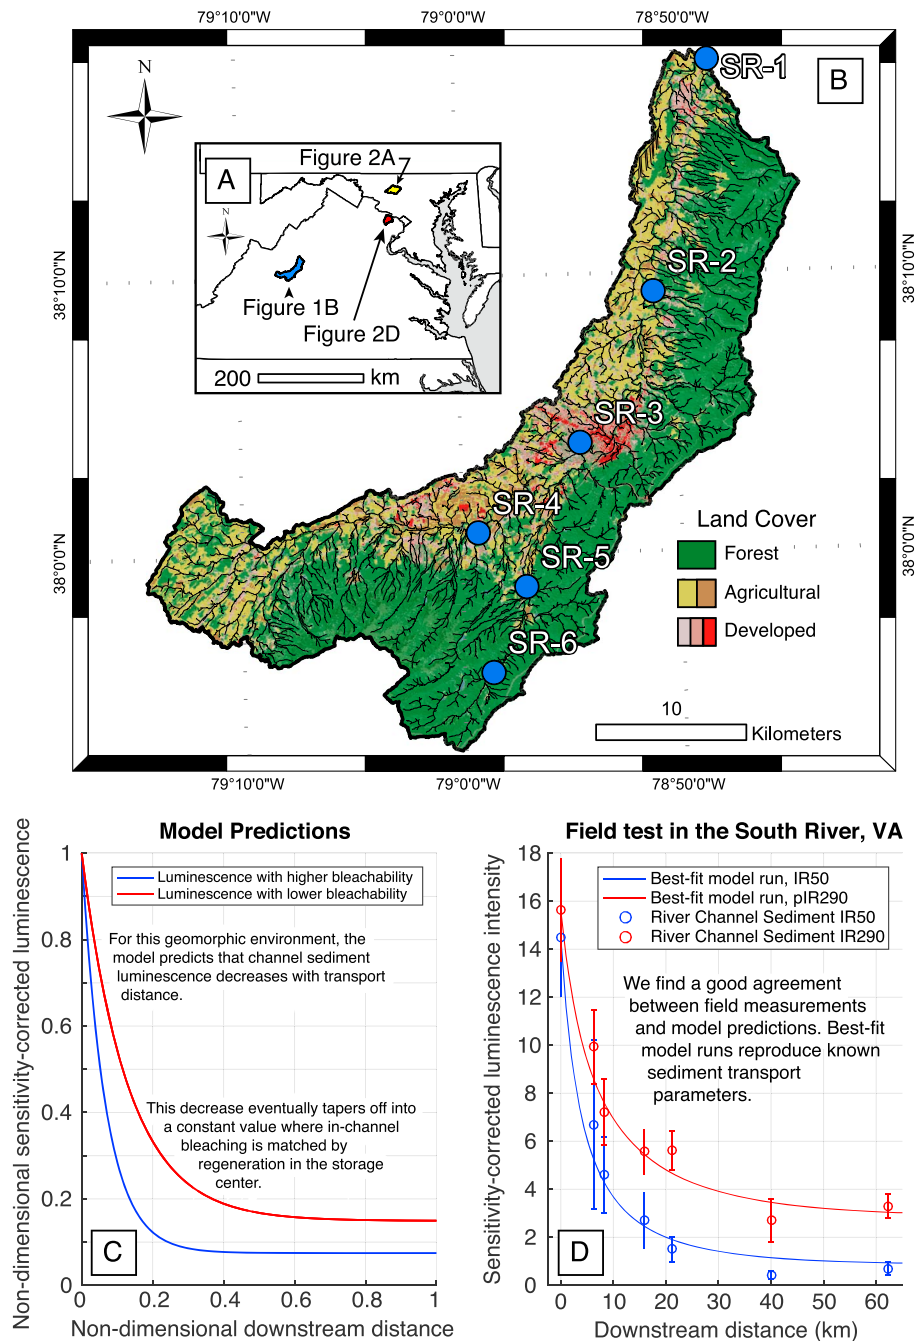 79°10'0"W 79°0'0"W 78°50'0"W
N
B
SR-1
A
Figure 2A
N
Figure 1B
Figure 2D
200 km
38°10'0"N
38°10'0"N
SR-2
SR-3
SR-4
SR-5
SR-6
38°0'0"N
38°0'0"N
Land Cover
Forest
Agricultural
Developed
10
Kilometers
79°10'0"W 79°0'0"W 78°50'0"W
Model Predictions
Non-dimensional sensitivity-corrected luminescence
1
0.8
0.6
0.4
0.2
0
Luminescence with higher bleachability
Luminescence with lower bleachability
For this geomorphic environment, the
model predicts that channel sediment
luminescence decreases with transport
distance.
This decrease eventually tapers off into
a constant value where in-channel
bleaching is matched by
regeneration in the storage
center.
C
0 0.2 0.4 0.6 0.8 1
Non-dimensional downstream distance
Field test in the South River, VA
Sensitivity-corrected luminescence intensity
18
16
14
12
10
8
6
4
2
0
Best-fit model run, IR50
Best-fit model run, pIR290
River Channel Sediment IR50
River Channel Sediment IR290
We find a good agreement
between field measurements
and model predictions. Best-fit
model runs reproduce known
sediment transport
parameters.
D
0 10 20 30 40 50 60
Downstream distance (km)